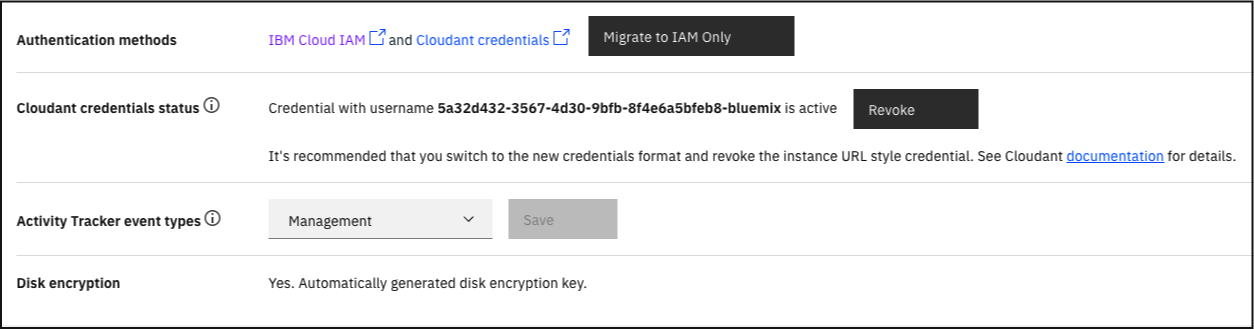 Authentication methods IBM Cloud IAM and Cloudant credentials Migrate to IAM Only
Cloudant credentials status Credential with username 5a32d432-3567-4d30-9bfb-8f4e6a5bfeb8-bluemix is active Revoke
It's recommended that you switch to the new credentials format and revoke the instance URL style credential. See Cloudant documentation for details.
Activity Tracker event types Management Save
Disk encryption Yes. Automatically generated disk encryption key.